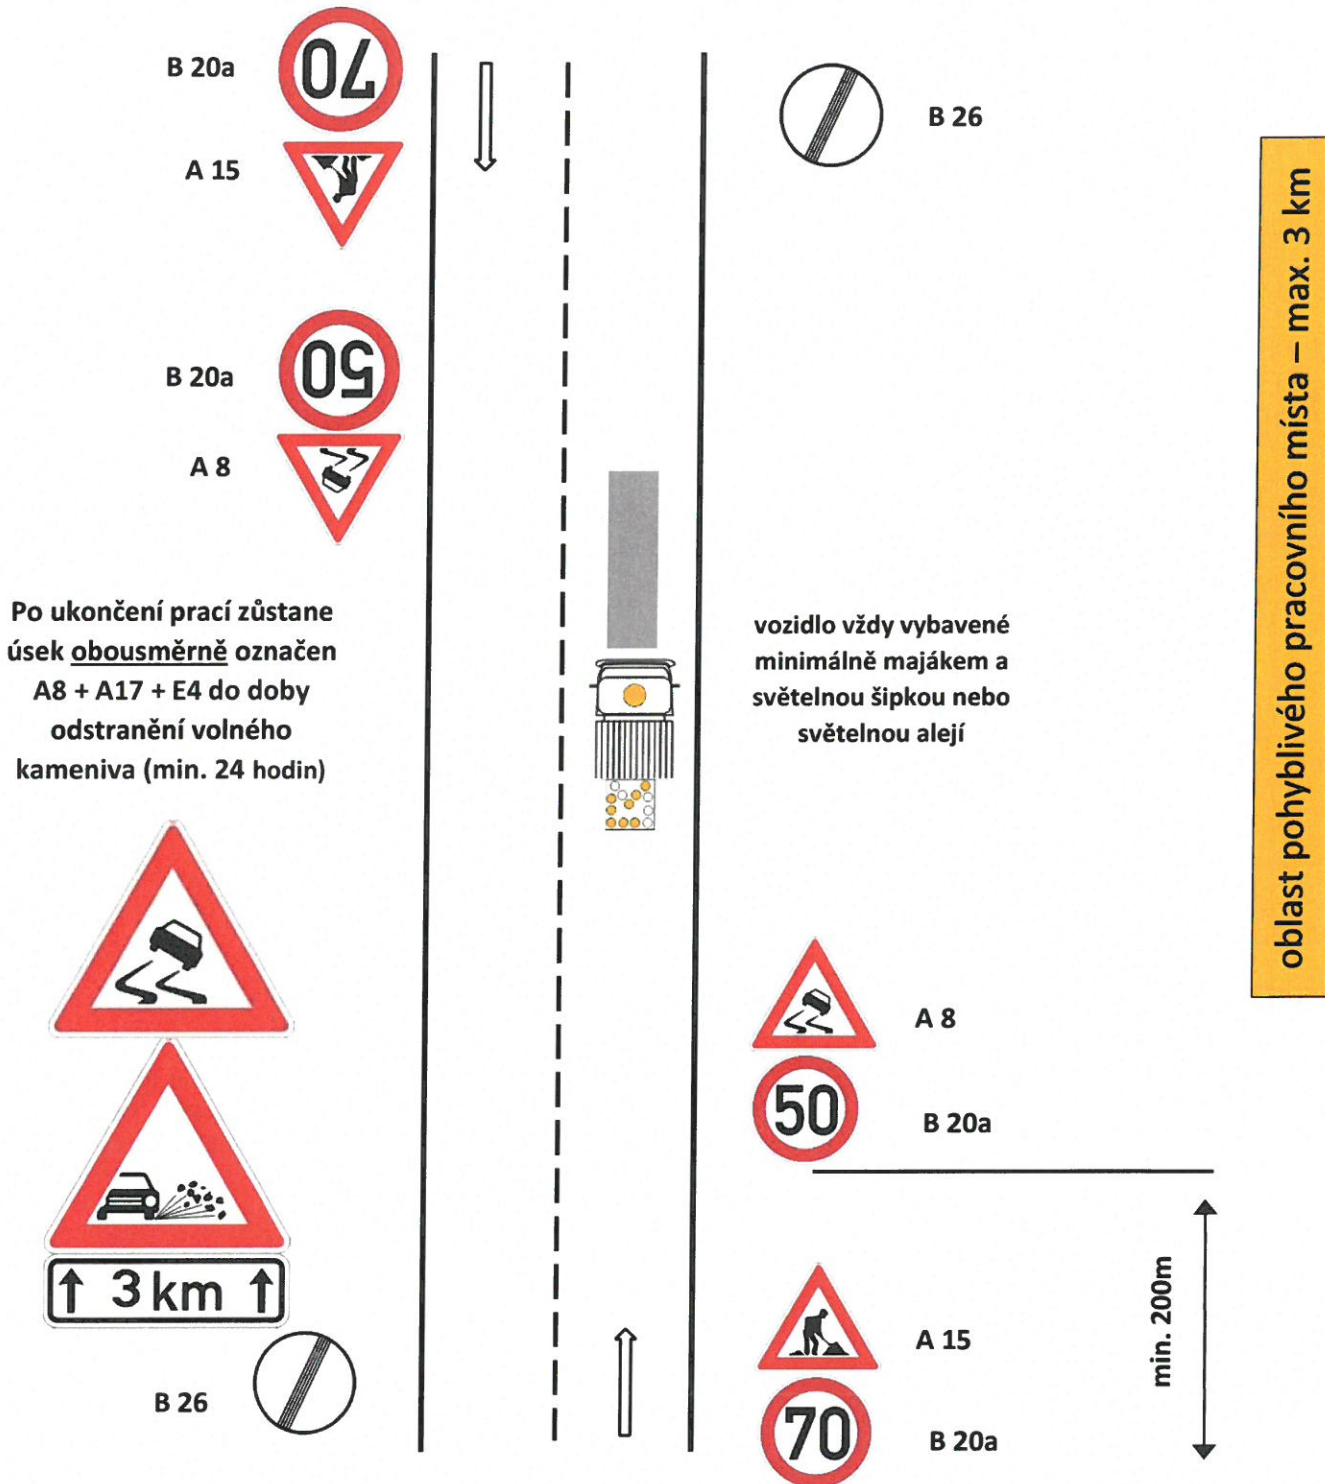 B 20a
70
B 26
A 15
B 20a
50
A 8
oblast pohyblivého pracovního místa – max. 3 km
Po ukončení prací zůstane
úsek obousměrně označen
A8 + A17 + E4 do doby
odstranění volného
kameniva (min. 24 hodin)
vozidlo vždy vybavené
minimálně majákem a
světelnou šipkou nebo
světelnou alejí
A 8
50
B 20a
↑ 3 km ↑
min. 200m
A 15
B 26
70
B 20a